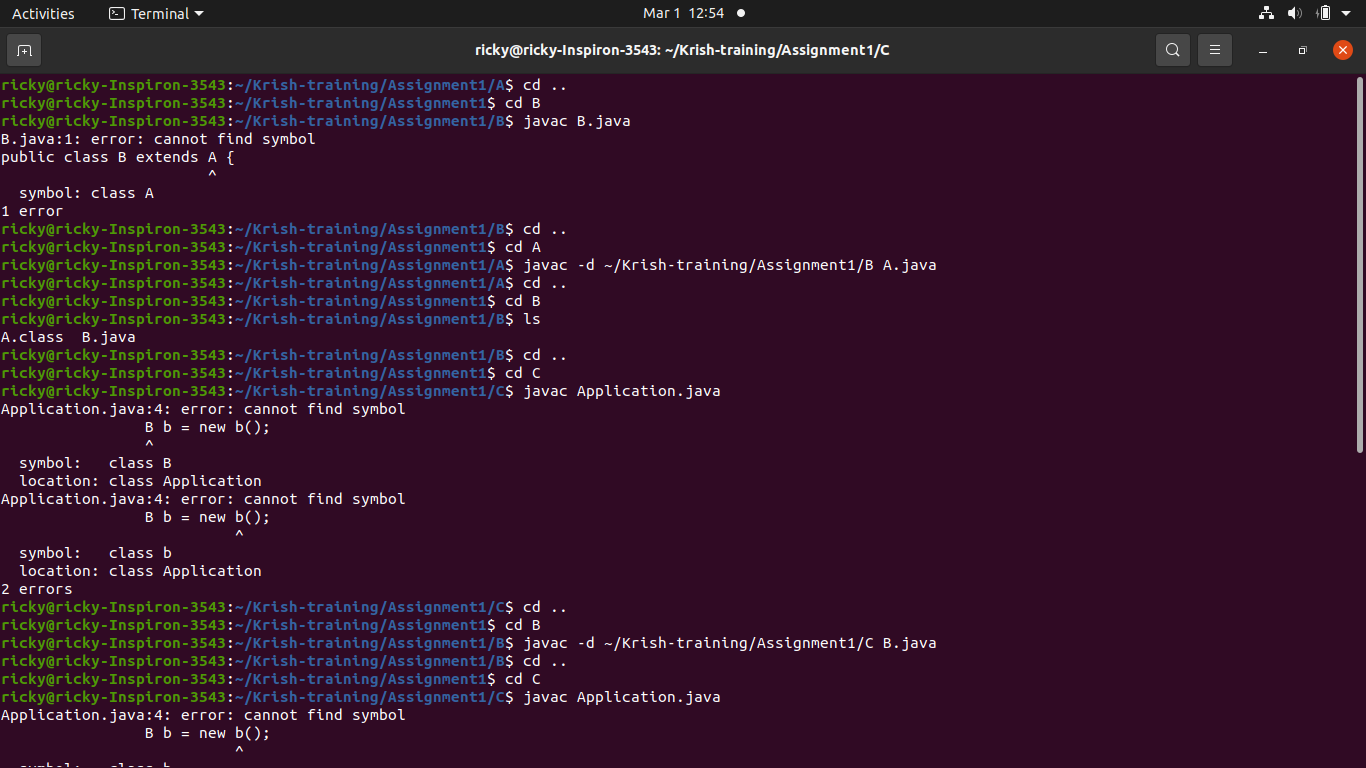 Activities Terminal Mar 1 12:54
ricky@ricky-Inspiron-3543: ~/Krish-training/Assignment1/C
ricky@ricky-Inspiron-3543:~/Krish-training/Assignment1/A$ cd ..
ricky@ricky-Inspiron-3543:~/Krish-training/Assignment1$ cd B
ricky@ricky-Inspiron-3543:~/Krish-training/Assignment1/B$ javac B.java
B.java:1: error: cannot find symbol
public class B extends A {
                       ^
  symbol: class A
1 error
ricky@ricky-Inspiron-3543:~/Krish-training/Assignment1/B$ cd ..
ricky@ricky-Inspiron-3543:~/Krish-training/Assignment1$ cd A
ricky@ricky-Inspiron-3543:~/Krish-training/Assignment1/A$ javac -d ~/Krish-training/Assignment1/B A.java
ricky@ricky-Inspiron-3543:~/Krish-training/Assignment1/A$ cd ..
ricky@ricky-Inspiron-3543:~/Krish-training/Assignment1$ cd B
ricky@ricky-Inspiron-3543:~/Krish-training/Assignment1/B$ ls
A.class  B.java
ricky@ricky-Inspiron-3543:~/Krish-training/Assignment1/B$ cd ..
ricky@ricky-Inspiron-3543:~/Krish-training/Assignment1$ cd C
ricky@ricky-Inspiron-3543:~/Krish-training/Assignment1/C$ javac Application.java
Application.java:4: error: cannot find symbol
                B b = new b();
                ^
  symbol:   class B
  location: class Application
Application.java:4: error: cannot find symbol
                B b = new b();
                          ^
  symbol:   class b
  location: class Application
2 errors
ricky@ricky-Inspiron-3543:~/Krish-training/Assignment1/C$ cd ..
ricky@ricky-Inspiron-3543:~/Krish-training/Assignment1$ cd B
ricky@ricky-Inspiron-3543:~/Krish-training/Assignment1/B$ javac -d ~/Krish-training/Assignment1/C B.java
ricky@ricky-Inspiron-3543:~/Krish-training/Assignment1/B$ cd ..
ricky@ricky-Inspiron-3543:~/Krish-training/Assignment1$ cd C
ricky@ricky-Inspiron-3543:~/Krish-training/Assignment1/C$ javac Application.java
Application.java:4: error: cannot find symbol
                B b = new b();
                          ^
  symbol:   class b